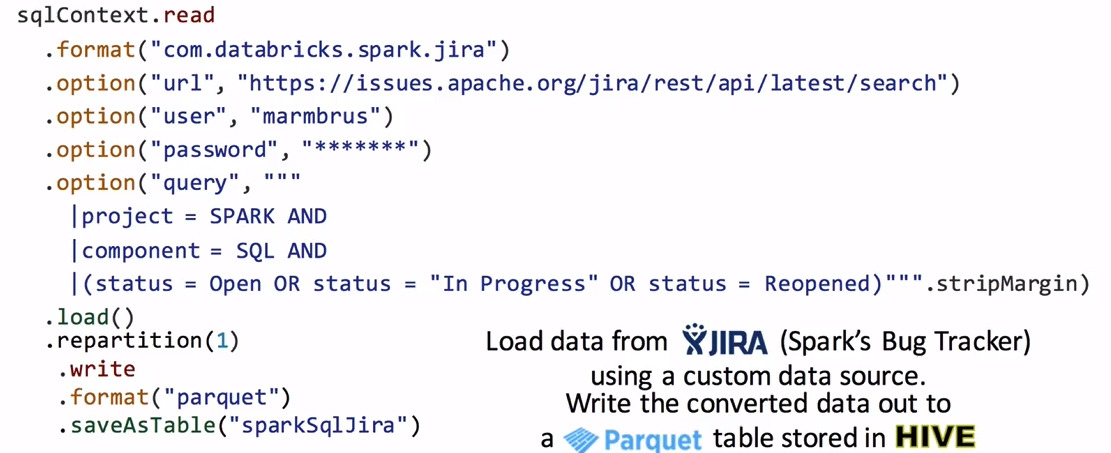 sqlContext.read
.format("com.databricks.spark.jira")
.option("url", "https://issues.apache.org/jira/rest/api/latest/search")
.option("user", "marmbrus")
.option("password", "*******")
.option("query", """
|project = SPARK AND
|component = SQL AND
|(status = Open OR status = "In Progress" OR status = Reopened)""".stripMargin)
.load()
.repartition(1)
.write
.format("parquet")
.saveAsTable("sparkSqlJira")
Load data from JIRA (Spark's Bug Tracker)
using a custom data source.
Write the converted data out to
a Parquet table stored in HIVE